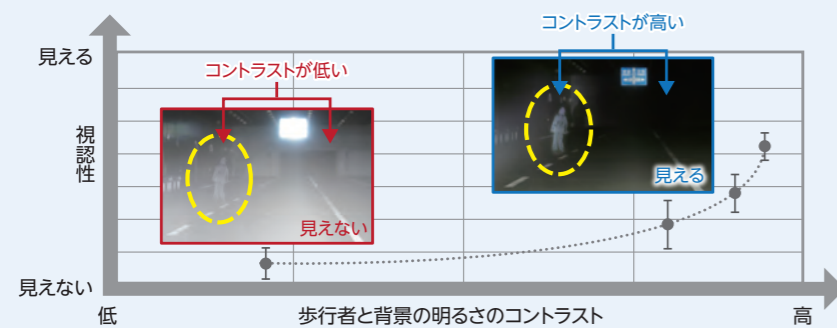 コントラストが高い
見える
コントラストが低い
視認性
見える
見えない
見えない
低
歩行者と背景の明るさのコントラスト
高